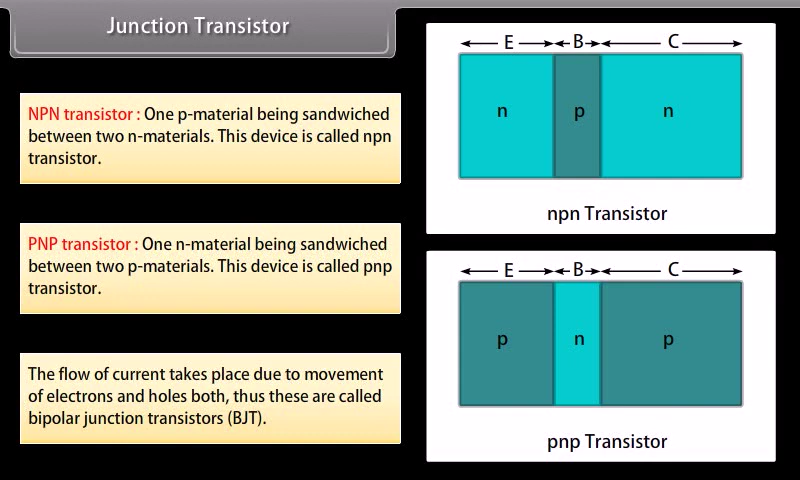 Junction Transistor
NPN transistor : One p-material being sandwiched
between two n-materials. This device is called npn
transistor.
PNP transistor : One n-material being sandwiched
between two p-materials. This device is called pnp
transistor.
The flow of current takes place due to movement
of electrons and holes both, thus these are called
bipolar junction transistors (BJT).
E B C
n p n
npn Transistor
E B C
p n p
pnp Transistor